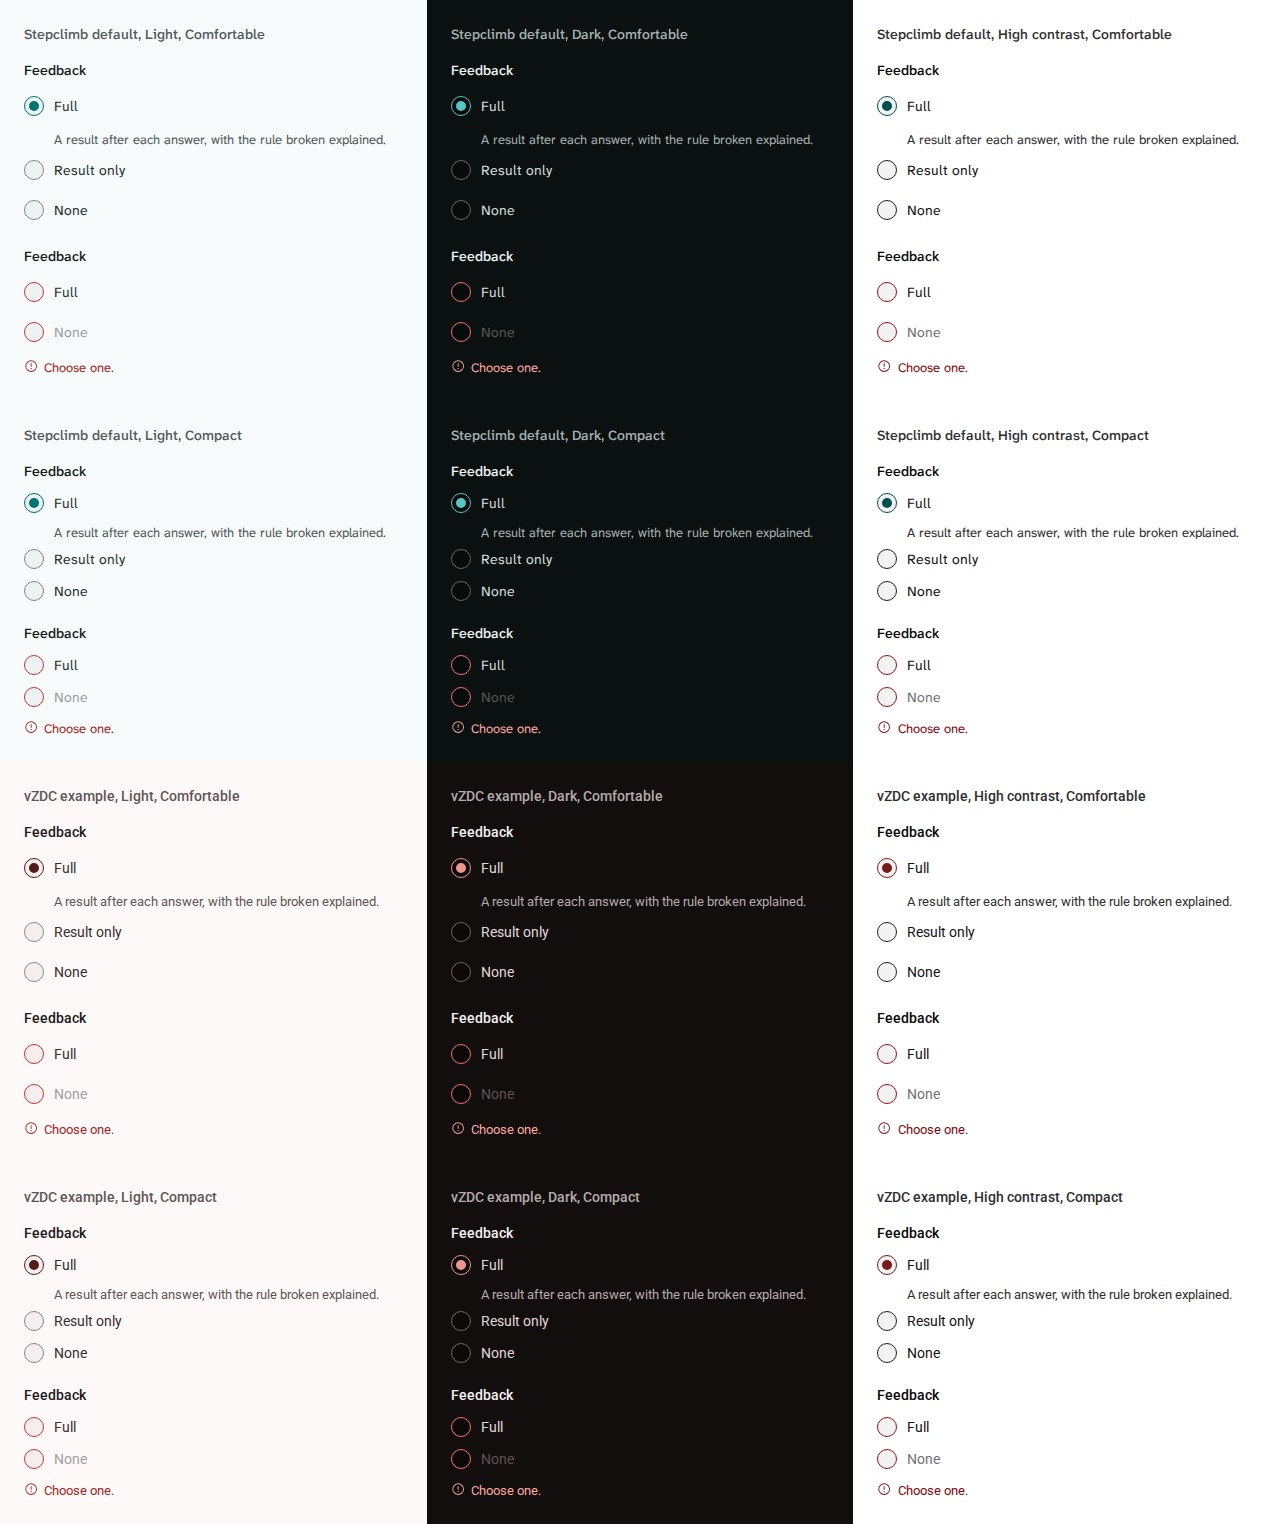 Stepclimb default, Light, Comfortable
Feedback
Full
A result after each answer, with the rule broken explained.
Result only
None
Feedback
Full
None
Choose one.
Stepclimb default, Dark, Comfortable
Feedback
Full
A result after each answer, with the rule broken explained.
Result only
None
Feedback
Full
None
Choose one.
Stepclimb default, High contrast, Comfortable
Feedback
Full
A result after each answer, with the rule broken explained.
Result only
None
Feedback
Full
None
Choose one.
Stepclimb default, Light, Compact
Feedback
Full
A result after each answer, with the rule broken explained.
Result only
None
Feedback
Full
None
Choose one.
Stepclimb default, Dark, Compact
Feedback
Full
A result after each answer, with the rule broken explained.
Result only
None
Feedback
Full
None
Choose one.
Stepclimb default, High contrast, Compact
Feedback
Full
A result after each answer, with the rule broken explained.
Result only
None
Feedback
Full
None
Choose one.
vZDC example, Light, Comfortable
Feedback
Full
A result after each answer, with the rule broken explained.
Result only
None
Feedback
Full
None
Choose one.
vZDC example, Dark, Comfortable
Feedback
Full
A result after each answer, with the rule broken explained.
Result only
None
Feedback
Full
None
Choose one.
vZDC example, High contrast, Comfortable
Feedback
Full
A result after each answer, with the rule broken explained.
Result only
None
Feedback
Full
None
Choose one.
vZDC example, Light, Compact
Feedback
Full
A result after each answer, with the rule broken explained.
Result only
None
Feedback
Full
None
Choose one.
vZDC example, Dark, Compact
Feedback
Full
A result after each answer, with the rule broken explained.
Result only
None
Feedback
Full
None
Choose one.
vZDC example, High contrast, Compact
Feedback
Full
A result after each answer, with the rule broken explained.
Result only
None
Feedback
Full
None
Choose one.